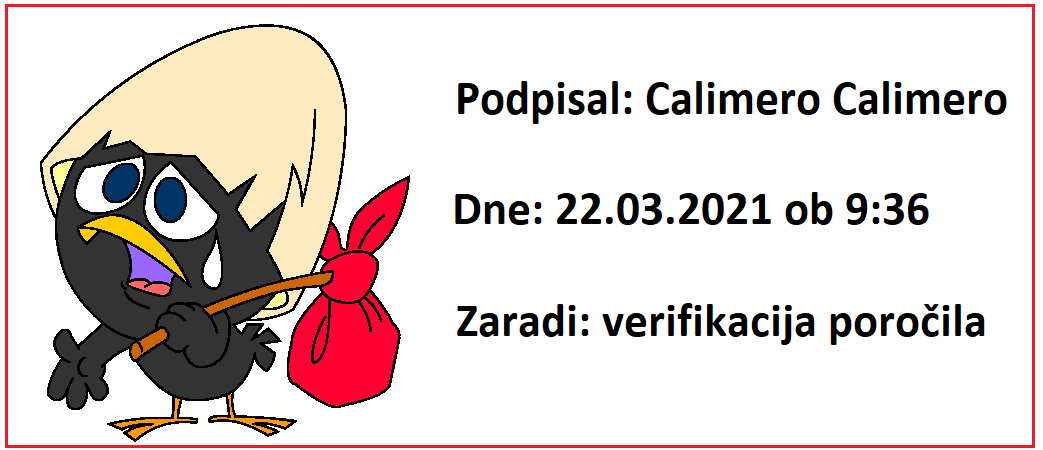 Podpisal: Calimero Calimero
Dne: 22.03.2021 ob 9:36
Zaradi: verifikacija poročila